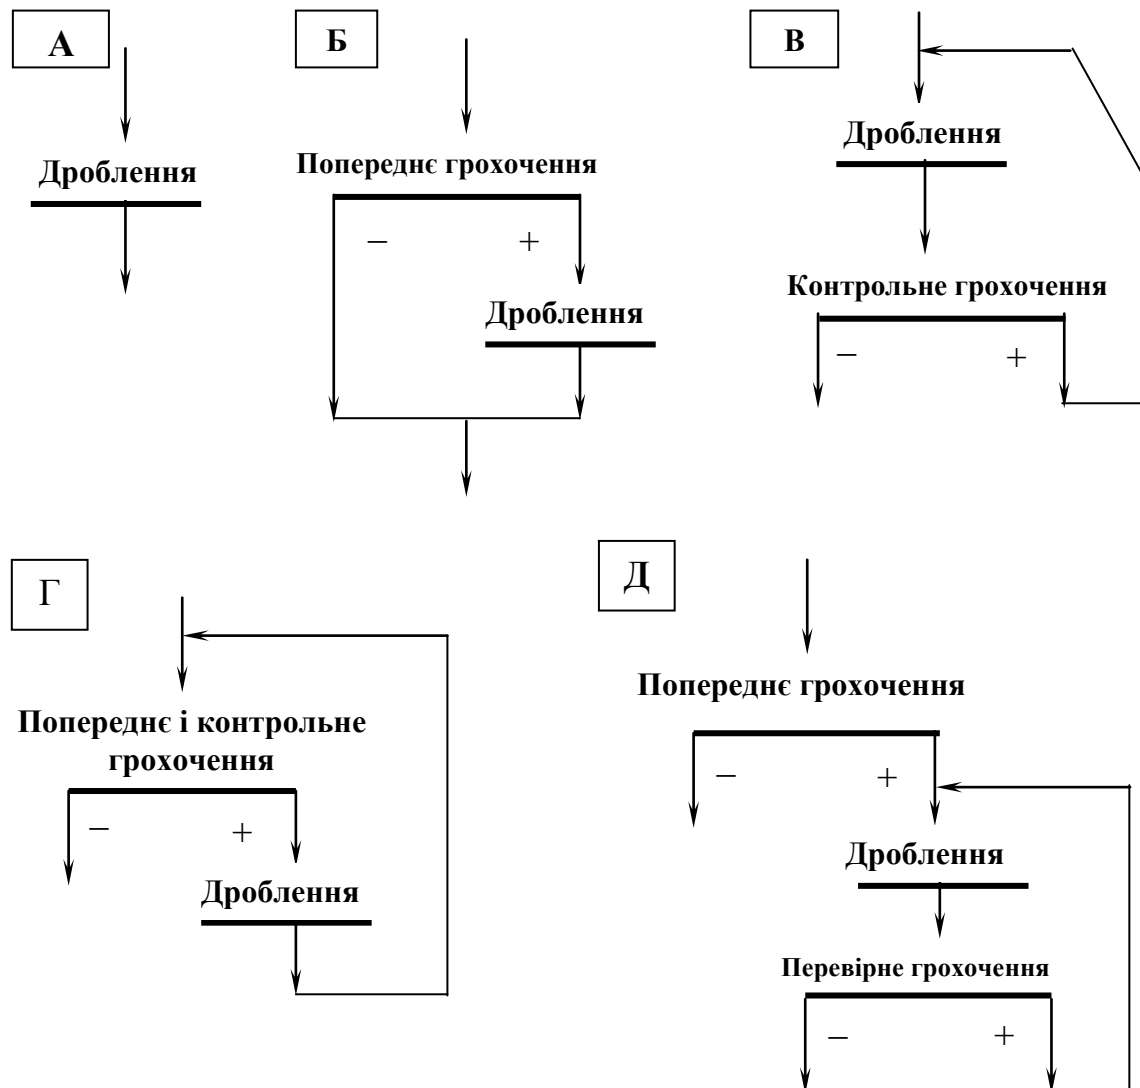 А
Дроблення
Б
Попереднє грохочення
–
+
Дроблення
В
Дроблення
Контрольне грохочення
–
+
Г
Попереднє і контрольне
грохочення
–
+
Дроблення
Д
Попереднє грохочення
–
+
Дроблення
Перевірне грохочення
–
+